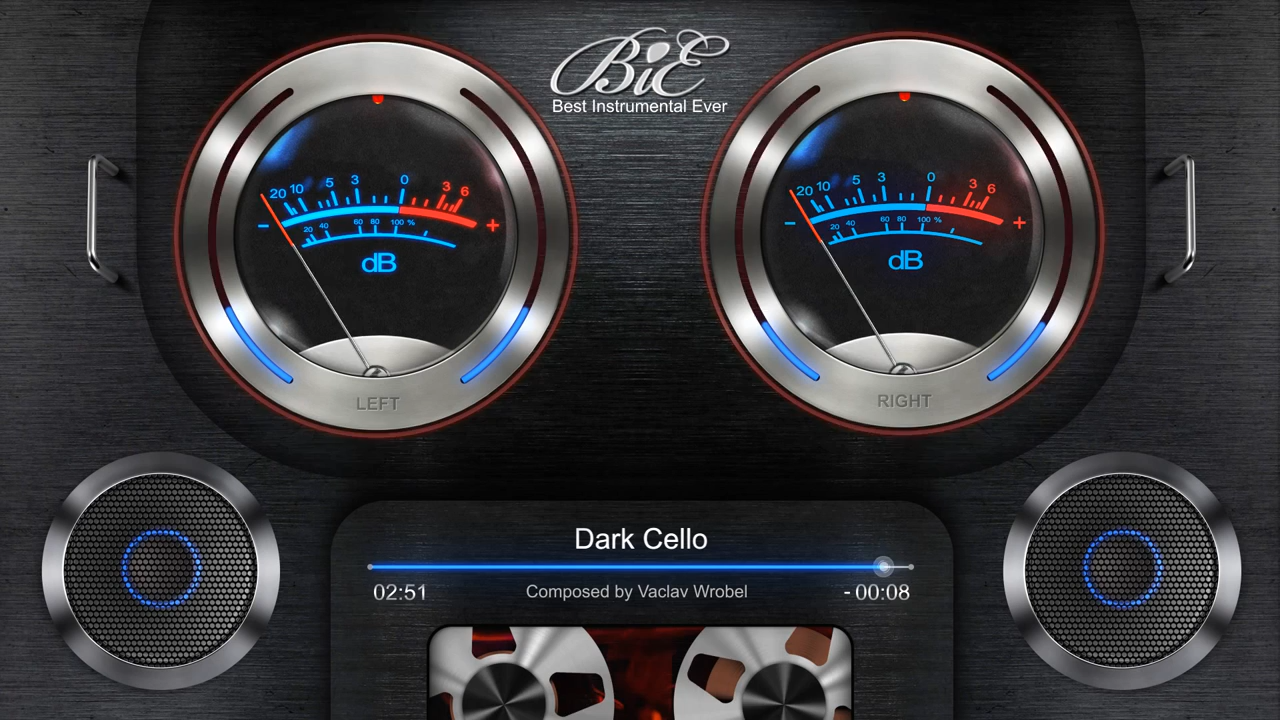 BiE
Best Instrumental Ever
20 10 5 3 0 3 6
- +
20 40 60 80 100 %
dB
LEFT
20 10 5 3 0 3 6
- +
20 40 60 80 100 %
dB
RIGHT
Dark Cello
02:51 Composed by Vaclav Wrobel - 00:08